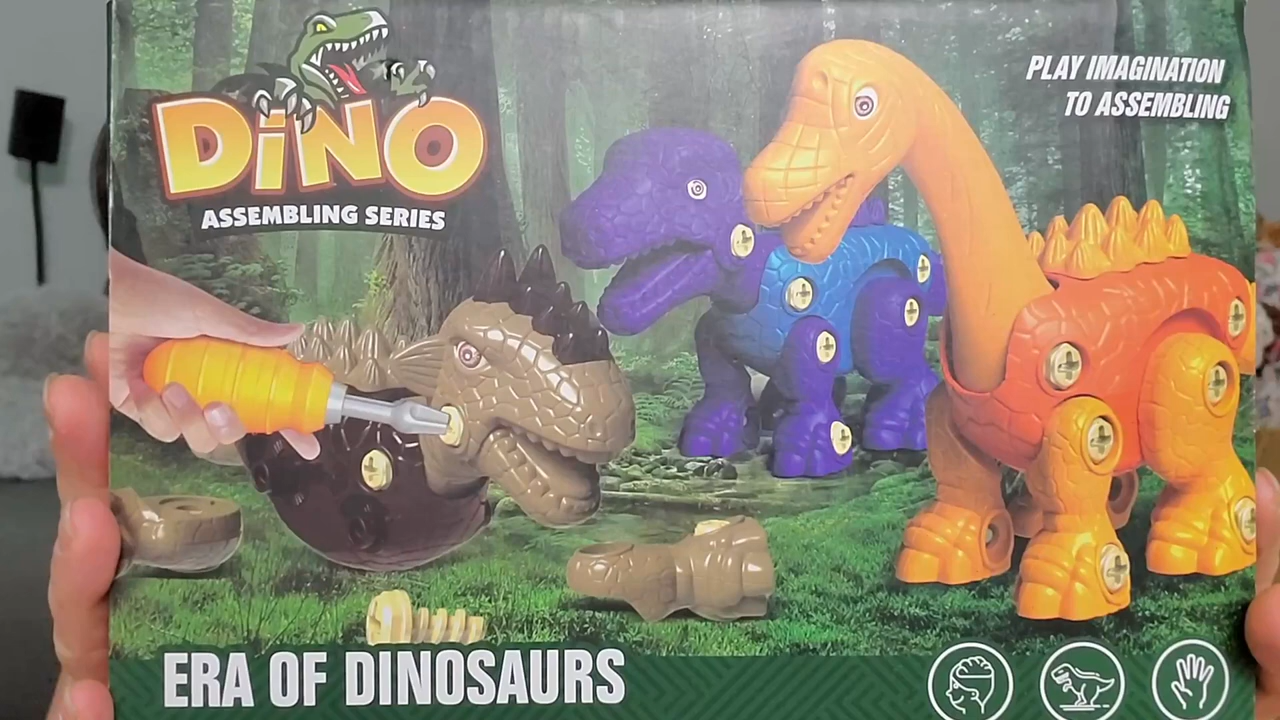 DiNO
ASSEMBLING SERIES
PLAY IMAGINATION
TO ASSEMBLING
ERA OF DINOSAURS